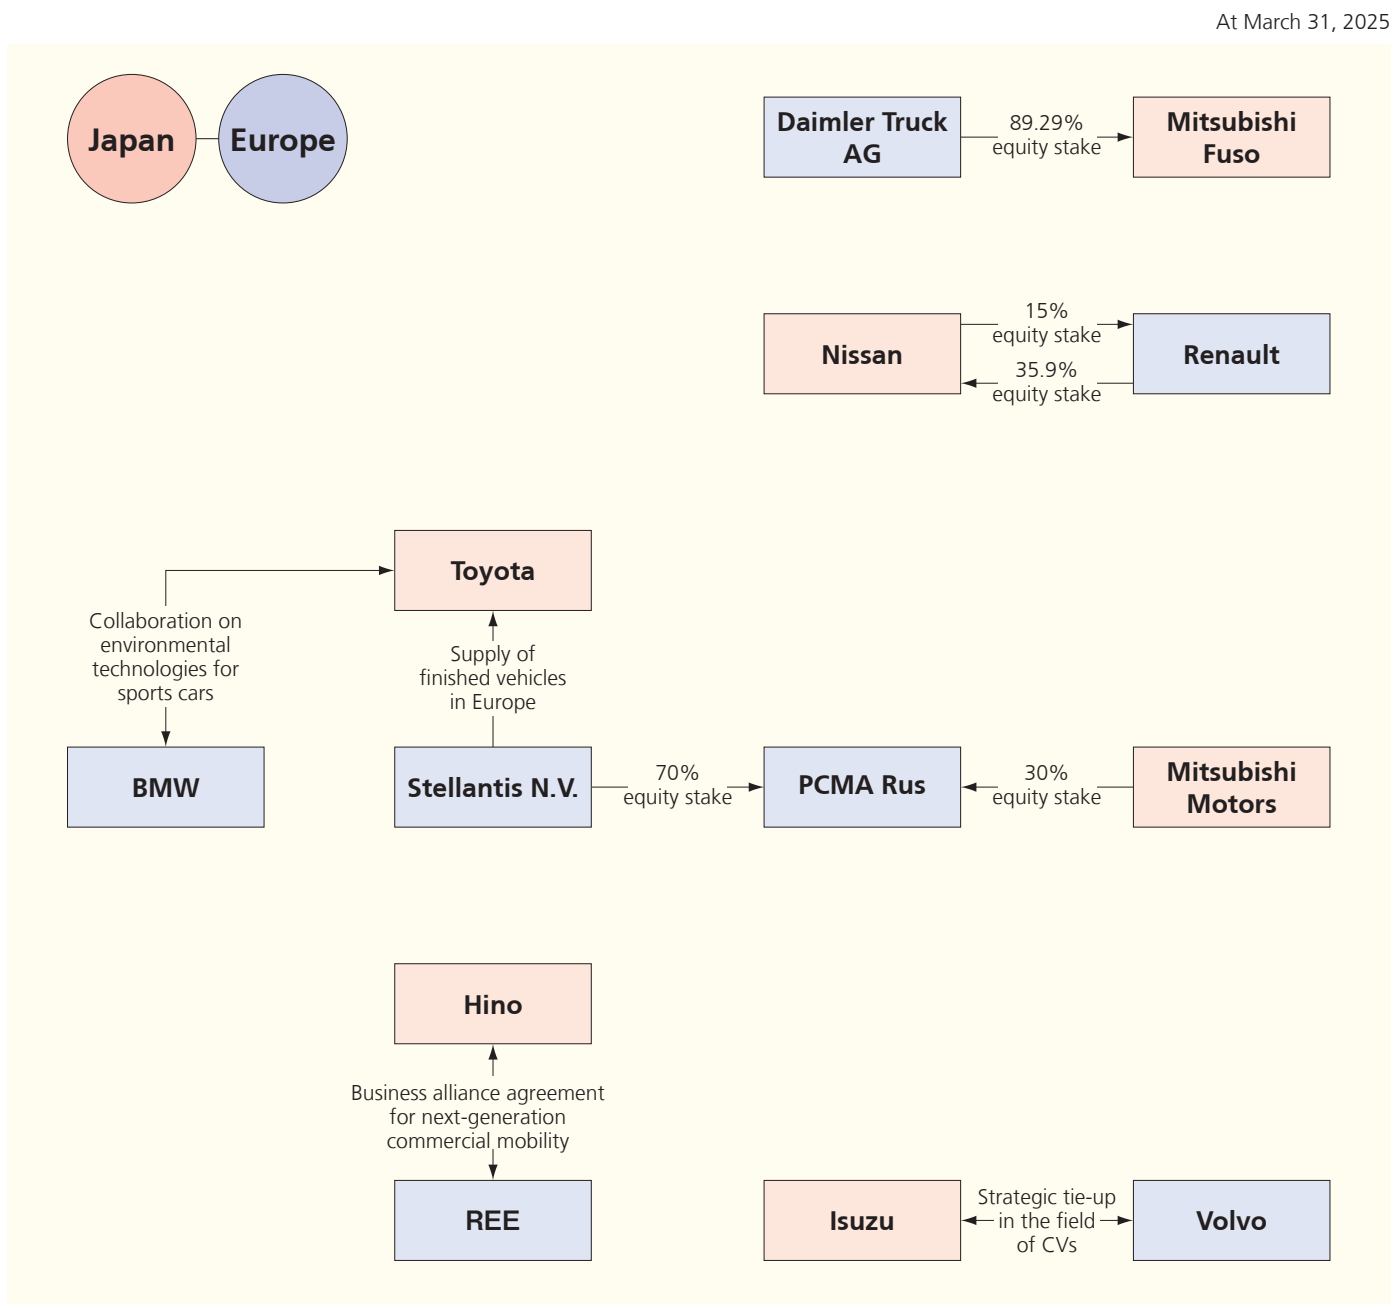 At March 31, 2025
Japan
Europe
Daimler Truck
AG
89.29%
equity stake
Mitsubishi
Fuso
Nissan
15%
equity stake
35.9%
equity stake
Renault
Toyota
Collaboration on
environmental
technologies for
sports cars
Supply of
finished vehicles
in Europe
BMW
Stellantis N.V.
70%
equity stake
PCMA Rus
30%
equity stake
Mitsubishi
Motors
Hino
Business alliance agreement
for next-generation
commercial mobility
REE
Isuzu
Strategic tie-up
in the field
of CVs
Volvo